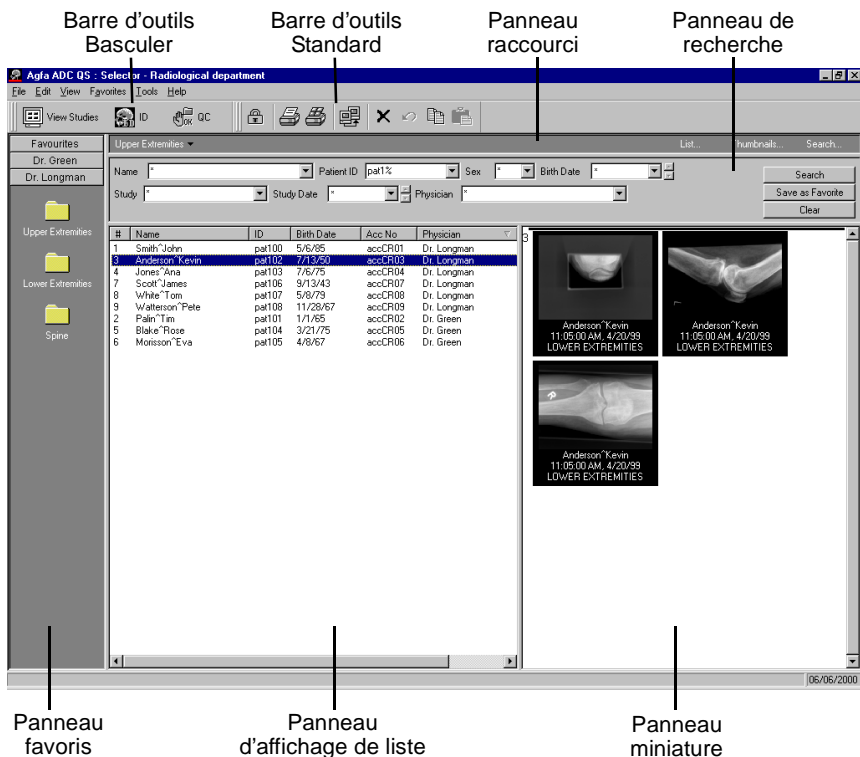 Barre d'outils
Basculer
Barre d'outils
Standard
Panneau
raccourci
Panneau de
recherche
Agfa ADC QS : Selector - Radiological department
File Edit View Favorites Tools Help
View Studies ID OK QC
Favourites
Dr. Green
Dr. Longman
Upper Extremities
Lower Extremities
Spine
Upper Extremities List... humbnails... Search...
Name * Patient ID pat1% Sex * Birth Date *
Study * Study Date * Physician *
Search
Save as Favorite
Clear
# Name ID Birth Date Acc No Physician
1 Smith^John pat100 5/6/85 accCR01 Dr. Longman
3 Anderson^Kevin pat102 7/13/50 accCR03 Dr. Longman
4 Jones^Ana pat103 7/6/75 accCR04 Dr. Longman
7 Scott^James pat106 9/13/43 accCR07 Dr. Longman
8 White^Tom pat107 5/8/79 accCR08 Dr. Longman
9 Watterson^Pete pat108 11/28/67 accCR09 Dr. Longman
2 Palin^Tim pat101 1/1/65 accCR02 Dr. Green
5 Blake^Rose pat104 3/21/75 accCR05 Dr. Green
6 Morisson^Eva pat105 4/8/67 accCR06 Dr. Green
3
Anderson^Kevin
11:05:00 AM, 4/20/99
LOWER EXTREMITIES
Anderson^Kevin
11:05:00 AM, 4/20/99
LOWER EXTREMITIES
R
Anderson^Kevin
11:05:00 AM, 4/20/99
LOWER EXTREMITIES
06/06/2000
Panneau
favoris
Panneau
d'affichage de liste
Panneau
miniature